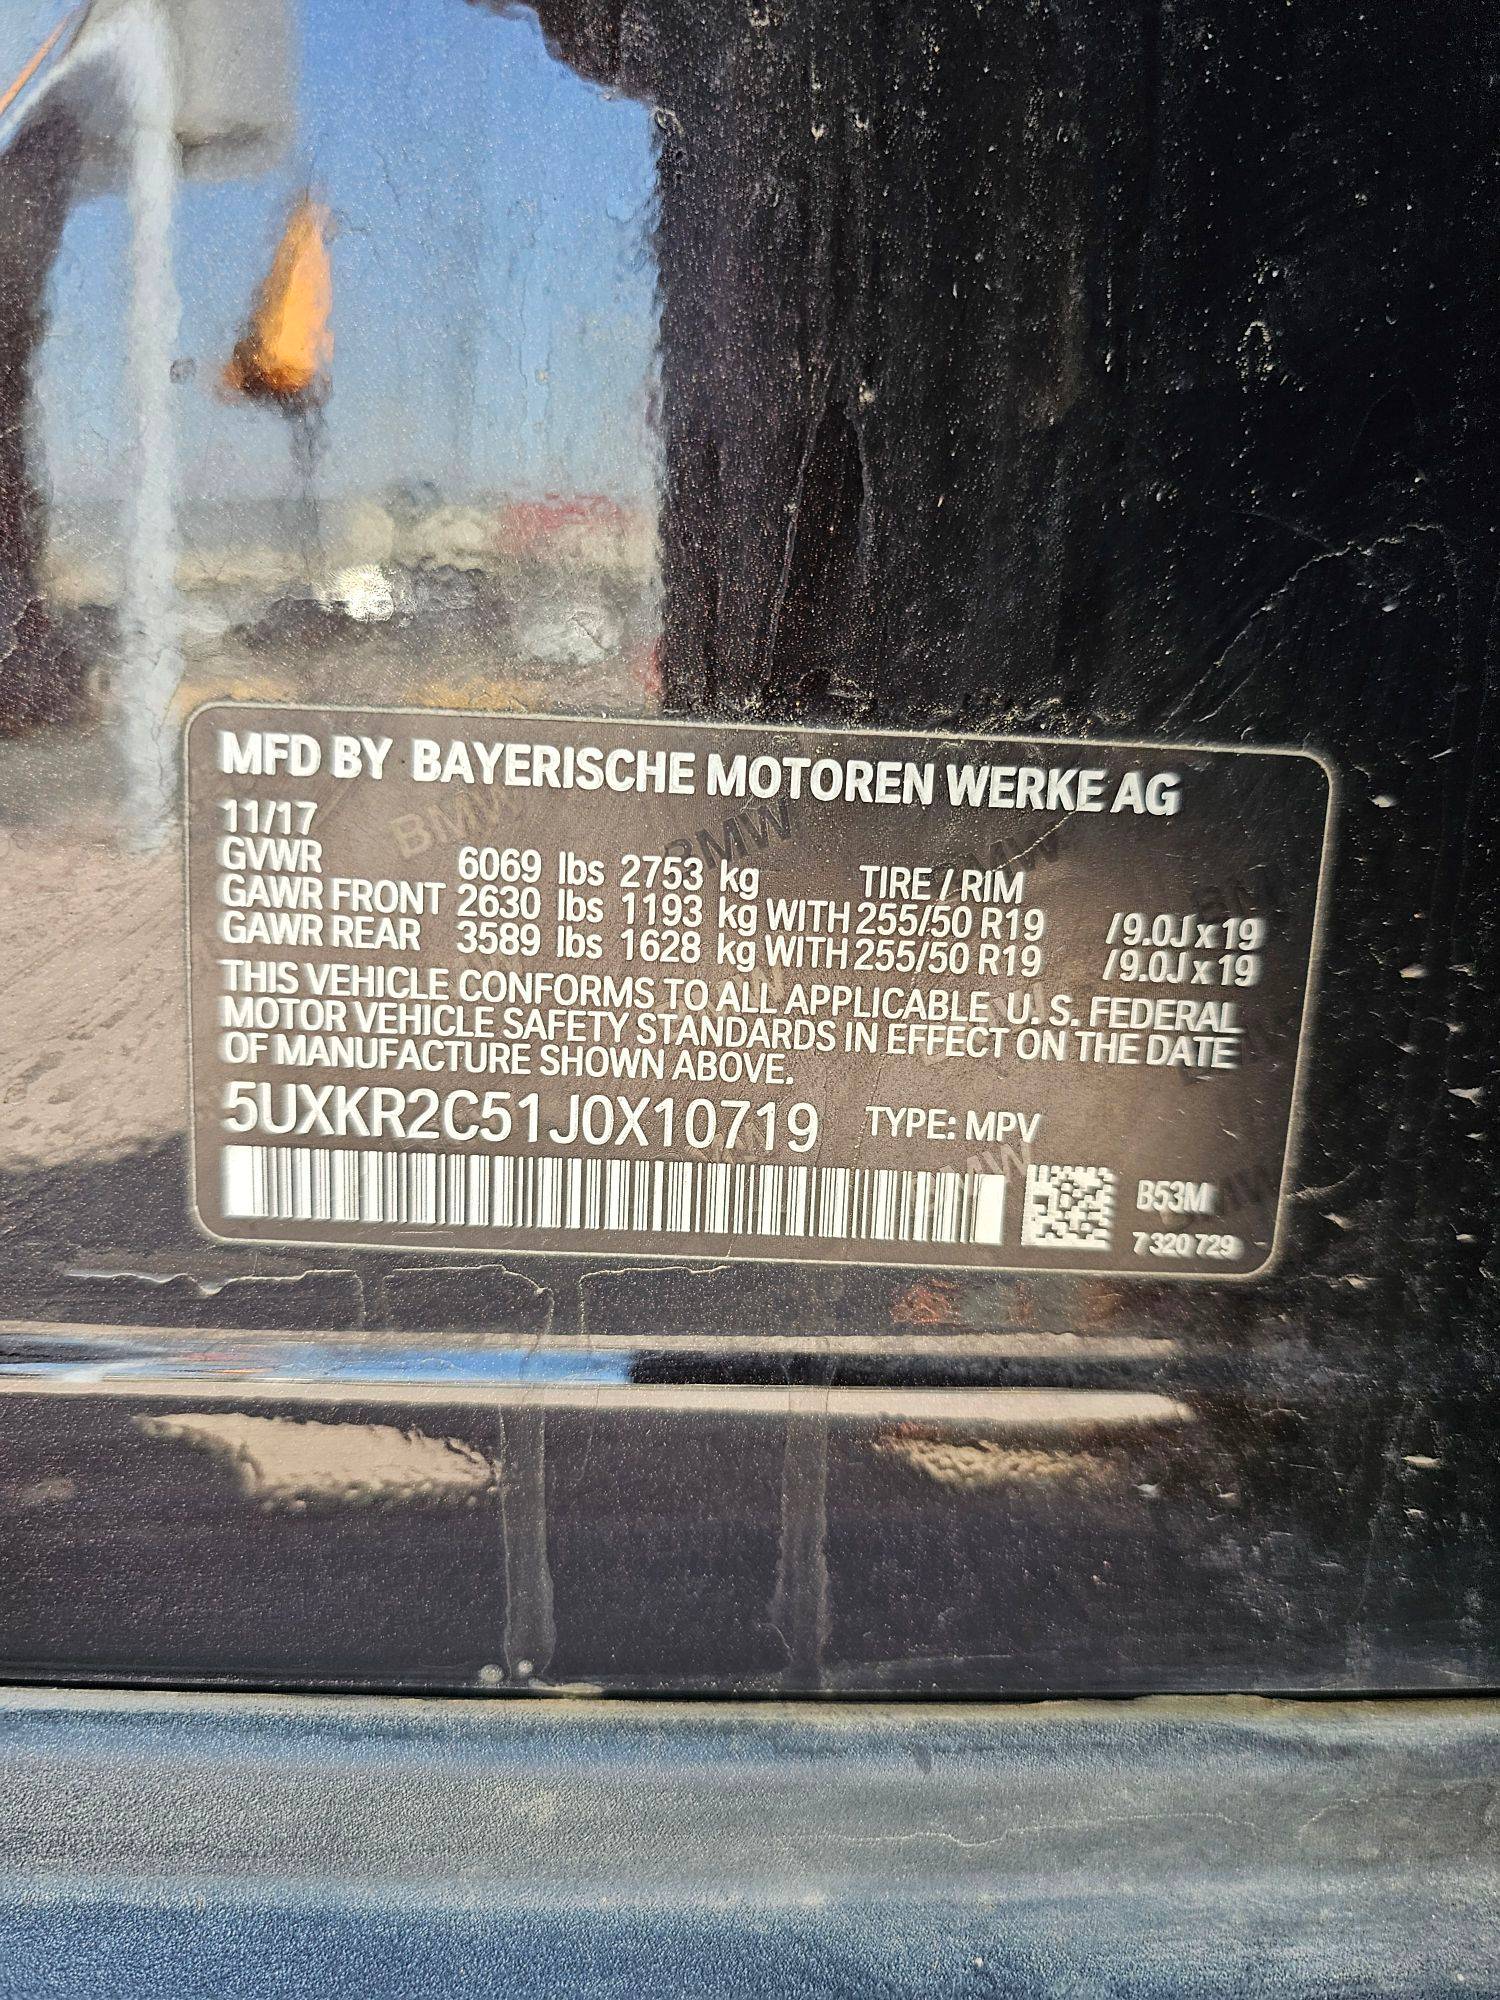 MFD BY BAYERISCHE MOTOREN WERKE AG
11/17
GVWR 6069 lbs 2753 kg TIRE / RIM
GAWR FRONT 2630 lbs 1193 kg WITH 255/50 R19 /9.0J x 19
GAWR REAR 3589 lbs 1628 kg WITH 255/50 R19 /9.0J x 19
THIS VEHICLE CONFORMS TO ALL APPLICABLE U. S. FEDERAL
MOTOR VEHICLE SAFETY STANDARDS IN EFFECT ON THE DATE
OF MANUFACTURE SHOWN ABOVE.
5UXKR2C51J0X10719 TYPE: MPV
B53M
7 320 729